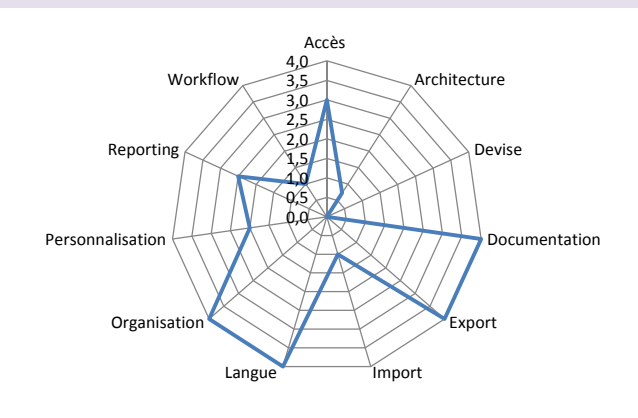 Accès
4,0
Workflow
Architecture
3,5
3,0
2,5
Reporting
Devise
2,0
1,5
1,0
0,5
0,0
Personnalisation
Documentation
Organisation
Export
Langue
Import